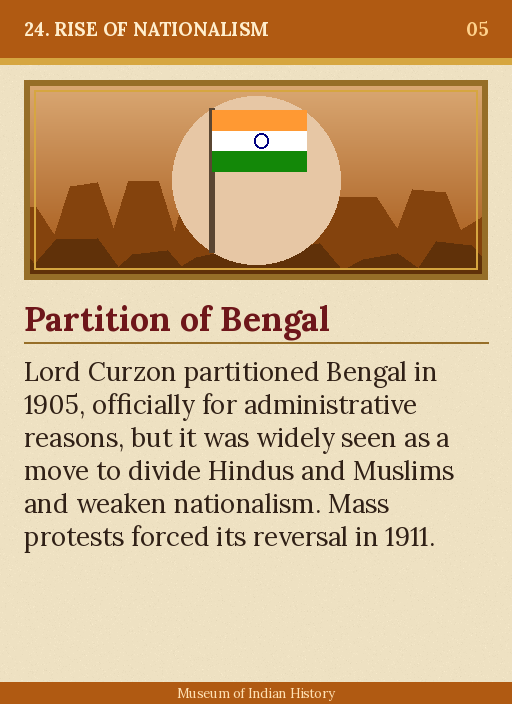 24. RISE OF NATIONALISM
05
Partition of Bengal
Lord Curzon partitioned Bengal in
1905, officially for administrative
reasons, but it was widely seen as a
move to divide Hindus and Muslims
and weaken nationalism. Mass
protests forced its reversal in 1911.
Museum of Indian History